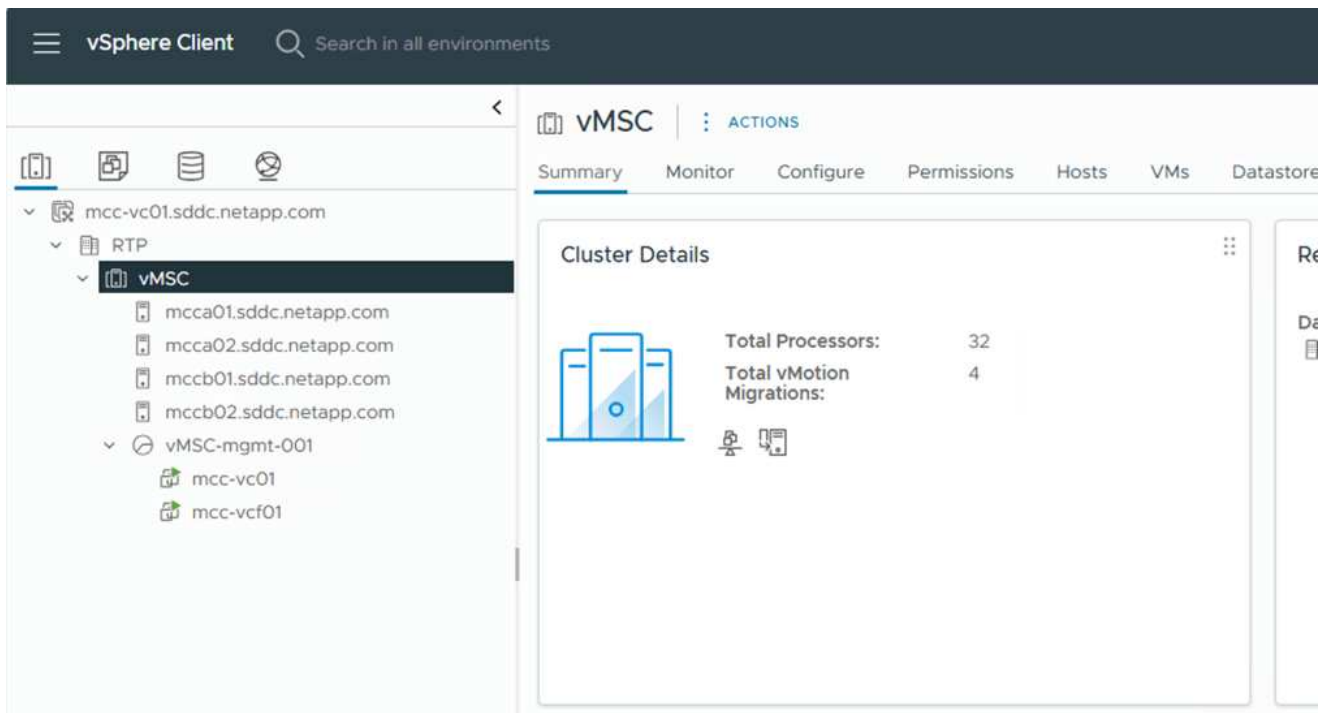 vSphere Client
Search in all environments
vMSC
ACTIONS
Summary Monitor Configure Permissions Hosts VMs Datastore
mcc-vc01.sddc.netapp.com
RTP
vMSC
mcca01.sddc.netapp.com
mcca02.sddc.netapp.com
mccb01.sddc.netapp.com
mccb02.sddc.netapp.com
vMSC-mgmt-001
mcc-vc01
mcc-vcf01
Cluster Details
Total Processors: 32
Total vMotion 4
Migrations:
Re
Da